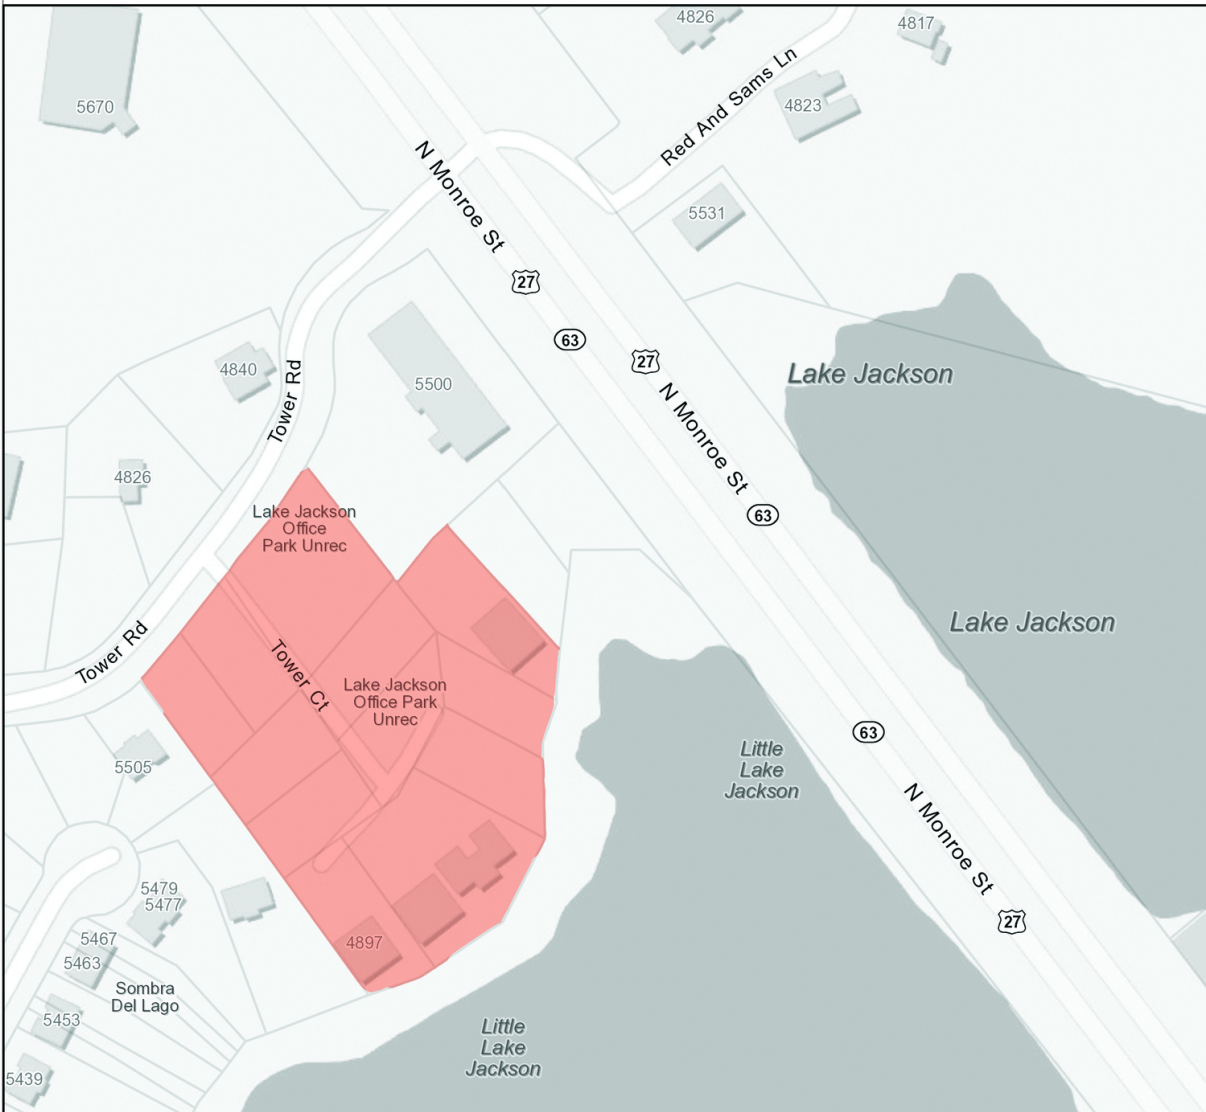 4826
4817
5670
4823
Red And Sams Ln
N Monroe St
5531
27
63
27
4840
Lake Jackson
5500
Tower Rd
N Monroe St
4826
Lake Jackson
Office
Park Unrec
63
Lake Jackson
Tower Rd
Tower Ct
Lake Jackson
Office Park
Unrec
63
5505
Little
Lake
Jackson
N Monroe St
5479
5477
27
4897
5467
5463
Sombra
Del Lago
5453
Little
Lake
Jackson
5439